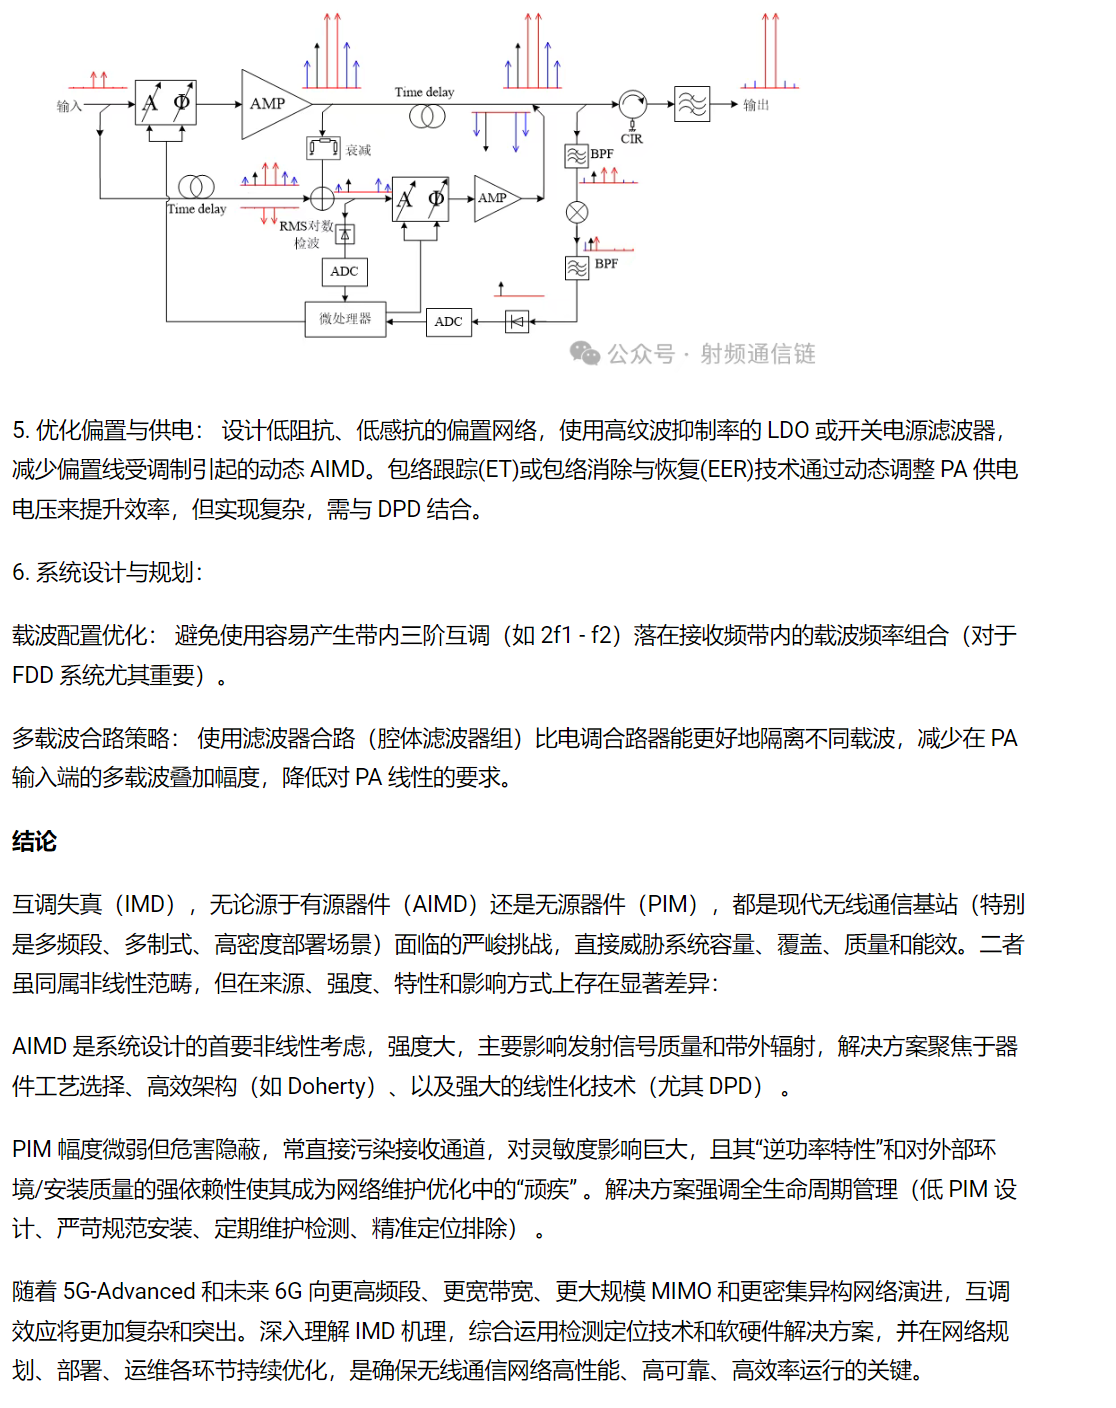 输入
A Φ
AMP
Time delay
CIR
输出
衰减
BPF
Time delay
RMS对数
检波
A Φ
AMP
BPF
ADC
微处理器
ADC
公众号 · 射频通信链
5. 优化偏置与供电： 设计低阻抗、低感抗的偏置网络，使用高纹波抑制率的 LDO 或开关电源滤波器，
减少偏置线受调制引起的动态 AIMD。包络跟踪(ET)或包络消除与恢复(EER)技术通过动态调整 PA 供电
电压来提升效率，但实现复杂，需与 DPD 结合。
6. 系统设计与规划：
载波配置优化： 避免使用容易产生带内三阶互调（如 2f1 - f2）落在接收频带内的载波频率组合（对于
FDD 系统尤其重要）。
多载波合路策略： 使用滤波器合路（腔体滤波器组）比电调合路器能更好地隔离不同载波，减少在 PA
输入端的多载波叠加幅度，降低对 PA 线性的要求。
结论
互调失真（IMD），无论源于有源器件（AIMD）还是无源器件（PIM），都是现代无线通信基站（特别
是多频段、多制式、高密度部署场景）面临的严峻挑战，直接威胁系统容量、覆盖、质量和能效。二者
虽同属非线性范畴，但在来源、强度、特性和影响方式上存在显著差异：
AIMD 是系统设计的首要非线性考虑，强度大，主要影响发射信号质量和带外辐射，解决方案聚焦于器
件工艺选择、高效架构（如 Doherty）、以及强大的线性化技术（尤其 DPD） 。
PIM 幅度微弱但危害隐蔽，常直接污染接收通道，对灵敏度影响巨大，且其“逆功率特性”和对外部环
境/安装质量的强依赖性使其成为网络维护优化中的“顽疾” 。解决方案强调全生命周期管理（低 PIM 设
计、严苛规范安装、定期维护检测、精准定位排除） 。
随着 5G-Advanced 和未来 6G 向更高频段、更宽带宽、更大规模 MIMO 和更密集异构网络演进，互调
效应将更加复杂和突出。深入理解 IMD 机理，综合运用检测定位技术和软硬件解决方案，并在网络规
划、部署、运维各环节持续优化，是确保无线通信网络高性能、高可靠、高效率运行的关键。